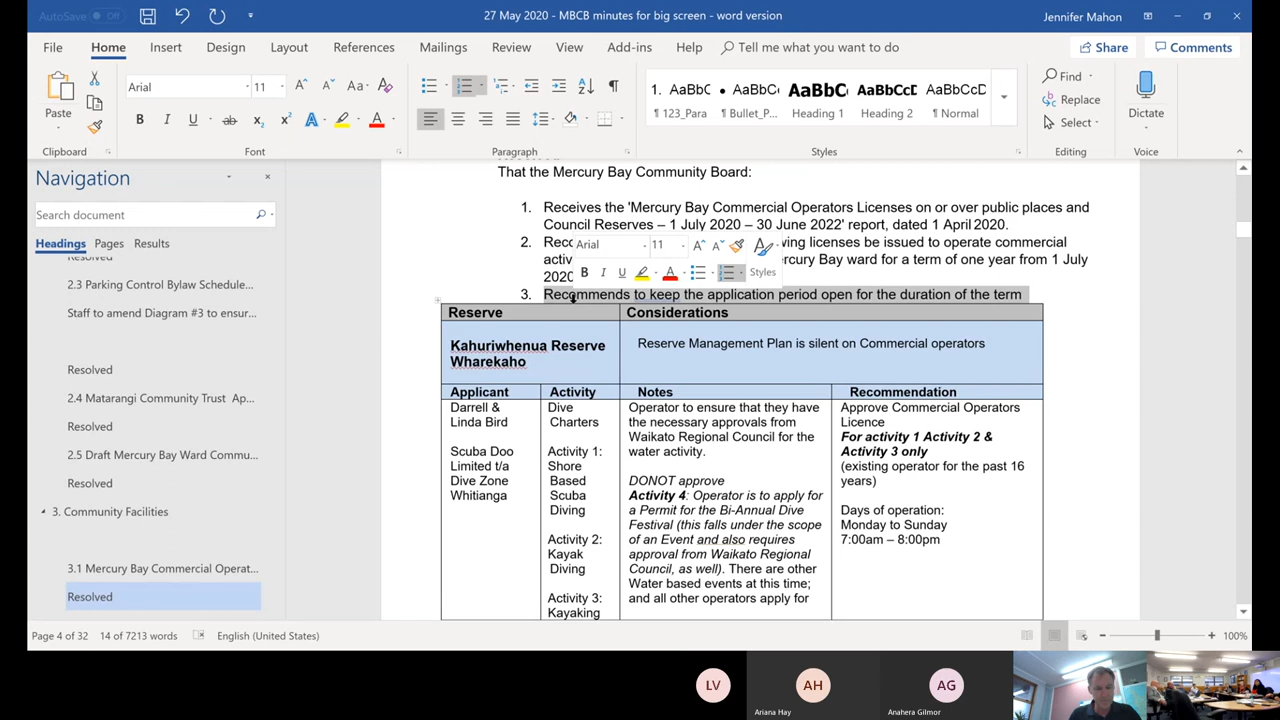 AutoSave Off
27 May 2020 - MBCB minutes for big screen - word version
Jennifer Mahon
File Home Insert Design Layout References Mailings Review View Add-ins Help Tell me what you want to do Share Comments
Arial 11 Aa
Paste
B I U ab x₂ x² A A
1. AaBbC • AaBbC AaBbC AaBbCcD AaBbCcD
¶ 123_Para ¶ Bullet_P... Heading 1 Heading 2 ¶ Normal
Find
Replace
Select
Dictate
Clipboard Font Paragraph Styles Editing Voice
Navigation
Search document
Headings Pages Results
Resolved
2.3 Parking Control Bylaw Schedule...
Staff to amend Diagram #3 to ensur...
Resolved
2.4 Matarangi Community Trust Ap...
Resolved
2.5 Draft Mercury Bay Ward Commu...
Resolved
3. Community Facilities
3.1 Mercury Bay Commercial Operat...
Resolved
That the Mercury Bay Community Board:
1. Receives the 'Mercury Bay Commercial Operators Licenses on or over public places and
Council Reserves – 1 July 2020 – 30 June 2022' report, dated 1 April 2020.
2. Reco wing licenses be issued to operate commercial
activ rcury Bay ward for a term of one year from 1 July
2020
Arial 11
B I U A Styles
3. Recommends to keep the application period open for the duration of the term
Reserve Considerations
Kahuriwhenua Reserve
Wharekaho
Reserve Management Plan is silent on Commercial operators
Applicant Activity Notes Recommendation
Darrell &
Linda Bird
Scuba Doo
Limited t/a
Dive Zone
Whitianga
Dive
Charters
Activity 1:
Shore
Based
Scuba
Diving
Activity 2:
Kayak
Diving
Activity 3:
Kayaking
Operator to ensure that they have
the necessary approvals from
Waikato Regional Council for the
water activity.
DONOT approve
Activity 4: Operator is to apply for
a Permit for the Bi-Annual Dive
Festival (this falls under the scope
of an Event and also requires
approval from Waikato Regional
Council, as well). There are other
Water based events at this time;
and all other operators apply for
Approve Commercial Operators
Licence
For activity 1 Activity 2 &
Activity 3 only
(existing operator for the past 16
years)
Days of operation:
Monday to Sunday
7:00am – 8:00pm
Page 4 of 32 14 of 7213 words English (United States) 100%
LV AH AG
Ariana Hay Anahera Gilmor